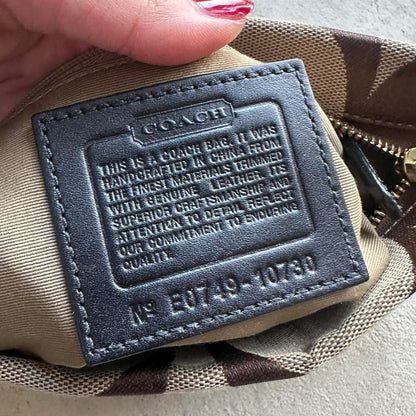 COACH
THIS IS A COACH BAG. IT WAS
HANDCRAFTED IN CHINA FROM
THE FINEST MATERIALS TRIMMED
WITH GENUINE LEATHER. ITS
SUPERIOR CRAFTSMANSHIP AND
ATTENTION TO DETAIL REFLECT
OUR COMMITMENT TO ENDURING
QUALITY.
Nº E0749-10730